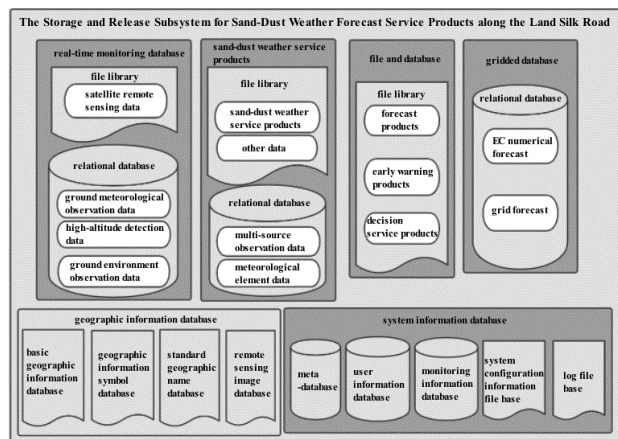 The Storage and Release Subsystem for Sand-Dust Weather Forecast Service Products along the Land Silk Road
real-time monitoring database
file library
satellite remote
sensing data
relational database
ground meteorological
observation data
high-altitude detection
data
ground environment
observation data
sand-dust weather service
products
file library
sand-dust weather
service products
other data
relational database
multi-source
observation data
meteorological
element data
file and database
file library
forecast
products
early warning
products
decision
service products
gridded database
relational database
EC numerical
forecast
grid forecast
geographic information database
basic
geographic
information
database
geographic
information
symbol
database
standard
geographic
name
database
remote
sensing
image
database
system information database
meta
-database
user
information
database
monitoring
information
database
system
configuration
information
file base
log file
base